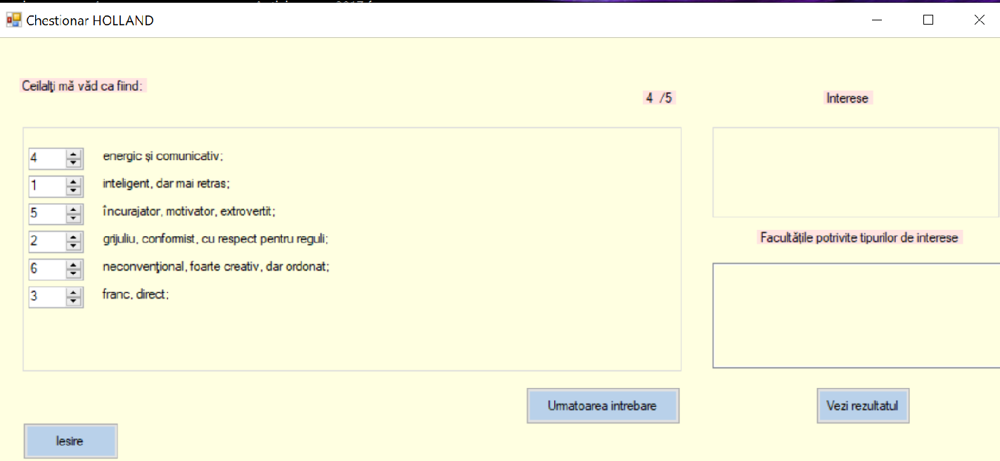 Chestionar HOLLAND
Ceilalţi mă văd ca fiind:
4 /5
Interese
4 energic şi comunicativ;
1 inteligent, dar mai retras;
5 încurajator, motivator, extrovertit;
2 grijuliu, conformist, cu respect pentru reguli;
6 neconvenţional, foarte creativ, dar ordonat;
3 franc, direct;
Facultățile potrivite tipurilor de interese
Urmatoarea intrebare
Vezi rezultatul
Iesire